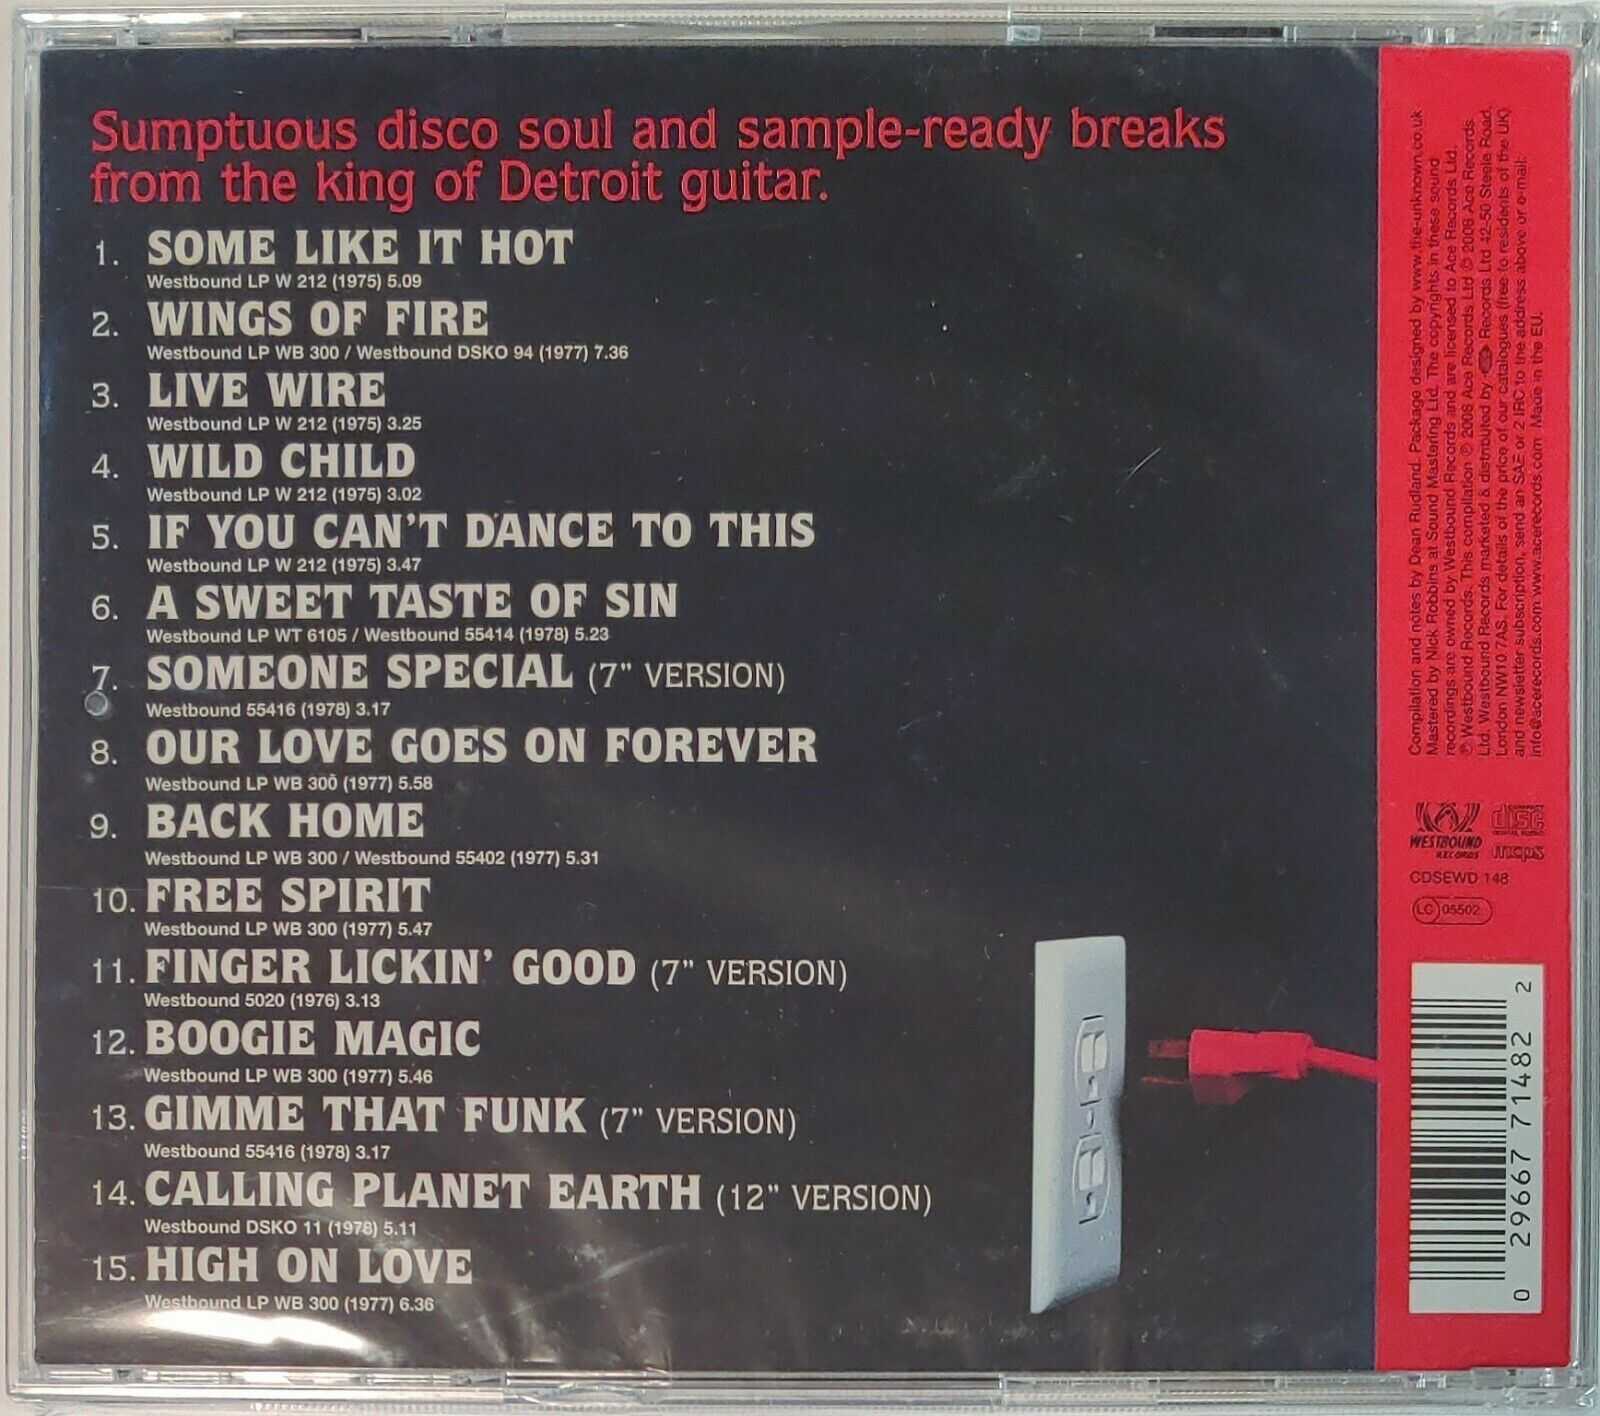 Sumptuous disco soul and sample-ready breaks
from the king of Detroit guitar.
1. SOME LIKE IT HOT
Westbound LP W 212 (1975) 5.09
2. WINGS OF FIRE
Westbound LP WB 300 / Westbound DSKO 94 (1977) 7.36
3. LIVE WIRE
Westbound LP W 212 (1975) 3.25
4. WILD CHILD
Westbound LP W 212 (1975) 3.02
5. IF YOU CAN'T DANCE TO THIS
Westbound LP W 212 (1975) 3.47
6. A SWEET TASTE OF SIN
Westbound LP WT 6105 / Westbound 55414 (1978) 5.23
7. SOMEONE SPECIAL (7" VERSION)
Westbound 55416 (1978) 3.17
8. OUR LOVE GOES ON FOREVER
Westbound LP WB 300 (1977) 5.58
9. BACK HOME
Westbound LP WB 300 / Westbound 55402 (1977) 5.31
10. FREE SPIRIT
Westbound LP WB 300 (1977) 5.47
11. FINGER LICKIN' GOOD (7" VERSION)
Westbound 5020 (1976) 3.13
12. BOOGIE MAGIC
Westbound LP WB 300 (1977) 5.46
13. GIMME THAT FUNK (7" VERSION)
Westbound 55416 (1978) 3.17
14. CALLING PLANET EARTH (12" VERSION)
Westbound DSKO 11 (1978) 5.11
15. HIGH ON LOVE
Westbound LP WB 300 (1977) 6.36
Compilation and notes by Dean Rudland. Package designed by www.the-unknown.co.uk
Mastered by Nick Robbins at Sound Mastering Ltd. The copyrights in these sound
recordings are owned by Westbound Records and are licensed to Ace Records Ltd.
℗ Westbound Records. This compilation ℗ 2006 Ace Records Ltd © 2006 Ace Records
Ltd. Westbound Records marketed & distributed by Records Ltd 42-50 Steele Road,
London NW10 7AS. For details of the price of our catalogues (free to residents of the UK)
and newsletter subscription, send an SAE or 2 IRC to the address above or e-mail:
info@acerecords.com www.acerecords.com Made in the EU.
WESTBOUND
RECORDS
COMPACT
disc
DIGITAL AUDIO
mcps
CDSEWD 148
LC 05502
0 29667 71482 2